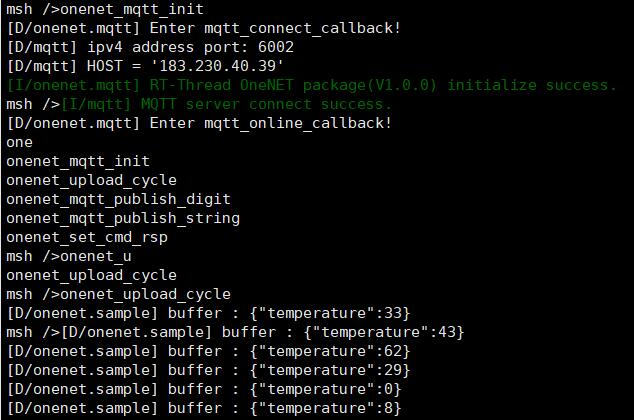 msh />onenet_mqtt_init
[D/onenet.mqtt] Enter mqtt_connect_callback!
[D/mqtt] ipv4 address port: 6002
[D/mqtt] HOST = '183.230.40.39'
[I/onenet.mqtt] RT-Thread OneNET package(V1.0.0) initialize success.
msh />[I/mqtt] MQTT server connect success.
[D/onenet.mqtt] Enter mqtt_online_callback!
one
onenet_mqtt_init
onenet_upload_cycle
onenet_mqtt_publish_digit
onenet_mqtt_publish_string
onenet_set_cmd_rsp
msh />onenet_u
onenet_upload_cycle
msh />onenet_upload_cycle
[D/onenet.sample] buffer : {"temperature":33}
msh />[D/onenet.sample] buffer : {"temperature":43}
[D/onenet.sample] buffer : {"temperature":62}
[D/onenet.sample] buffer : {"temperature":29}
[D/onenet.sample] buffer : {"temperature":0}
[D/onenet.sample] buffer : {"temperature":8}